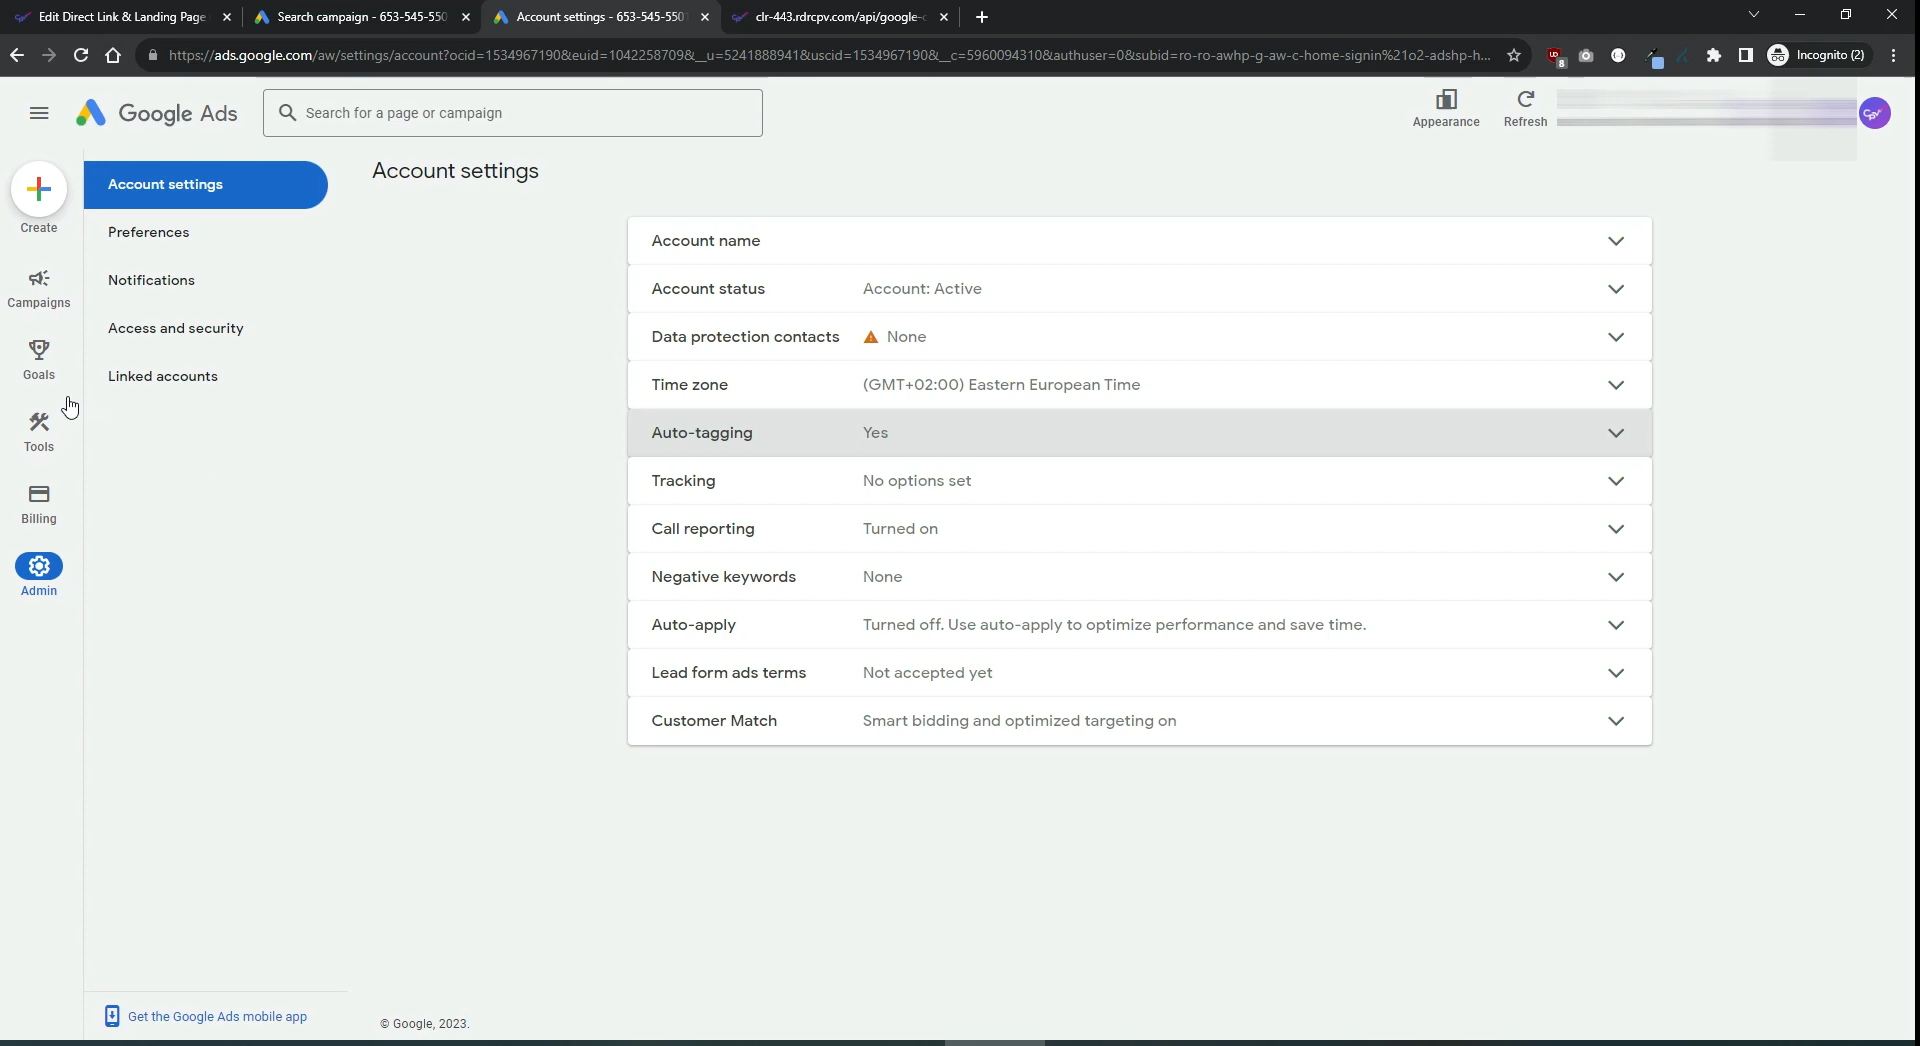 Edit Direct Link & Landing Page
Search campaign - 653-545-550
Account settings - 653-545-550
clr-443.rdrcpv.com/api/google-c
https://ads.google.com/aw/settings/account?ocid=1534967190&euid=1042258709&__u=5241888941&uscid=1534967190&__c=5960094310&authuser=0&subid=ro-ro-awhp-g-aw-c-home-signin%21o2-adshp-h...
8
Incognito (2)
Google Ads
Search for a page or campaign
Appearance
Refresh
CPV
Create
Campaigns
Goals
Tools
Billing
Admin
Account settings
Preferences
Notifications
Access and security
Linked accounts
Account settings
Account name
Account status Account: Active
Data protection contacts None
Time zone (GMT+02:00) Eastern European Time
Auto-tagging Yes
Tracking No options set
Call reporting Turned on
Negative keywords None
Auto-apply Turned off. Use auto-apply to optimize performance and save time.
Lead form ads terms Not accepted yet
Customer Match Smart bidding and optimized targeting on
Get the Google Ads mobile app
© Google, 2023.